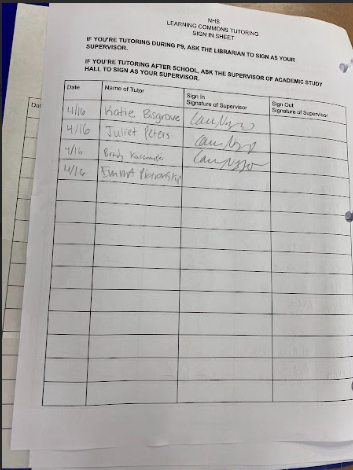 NHS
LEARNING COMMONS TUTORING
SIGN IN SHEET
IF YOU'RE TUTORING DURING P8, ASK THE LIBRARIAN TO SIGN AS YOUR
SUPERVISOR.
IF YOU'RE TUTORING AFTER SCHOOL, ASK THE SUPERVISOR OF ACADEMIC STUDY
HALL TO SIGN AS YOUR SUPERVISOR.
Date Name of Tutor Sign In Sign Out
Signature of Supervisor Signature of Supervisor
4/16 Katie Bisgrove
4/16 Juliet Peters
4/16 Brady
4/16
Dat